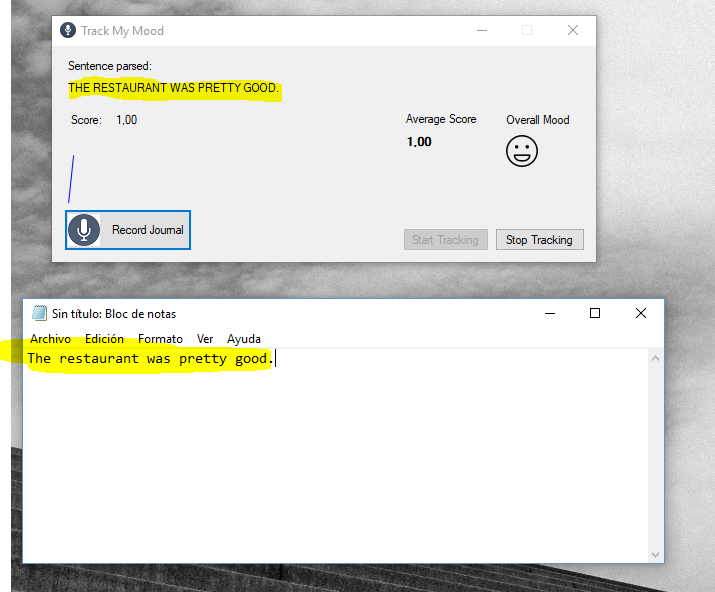 Track My Mood
Sentence parsed:
THE RESTAURANT WAS PRETTY GOOD.
Score: 1,00
Average Score
Overall Mood
1,00
Record Journal
Start Tracking
Stop Tracking
Sin título: Bloc de notas
Archivo Edición Formato Ver Ayuda
The restaurant was pretty good.